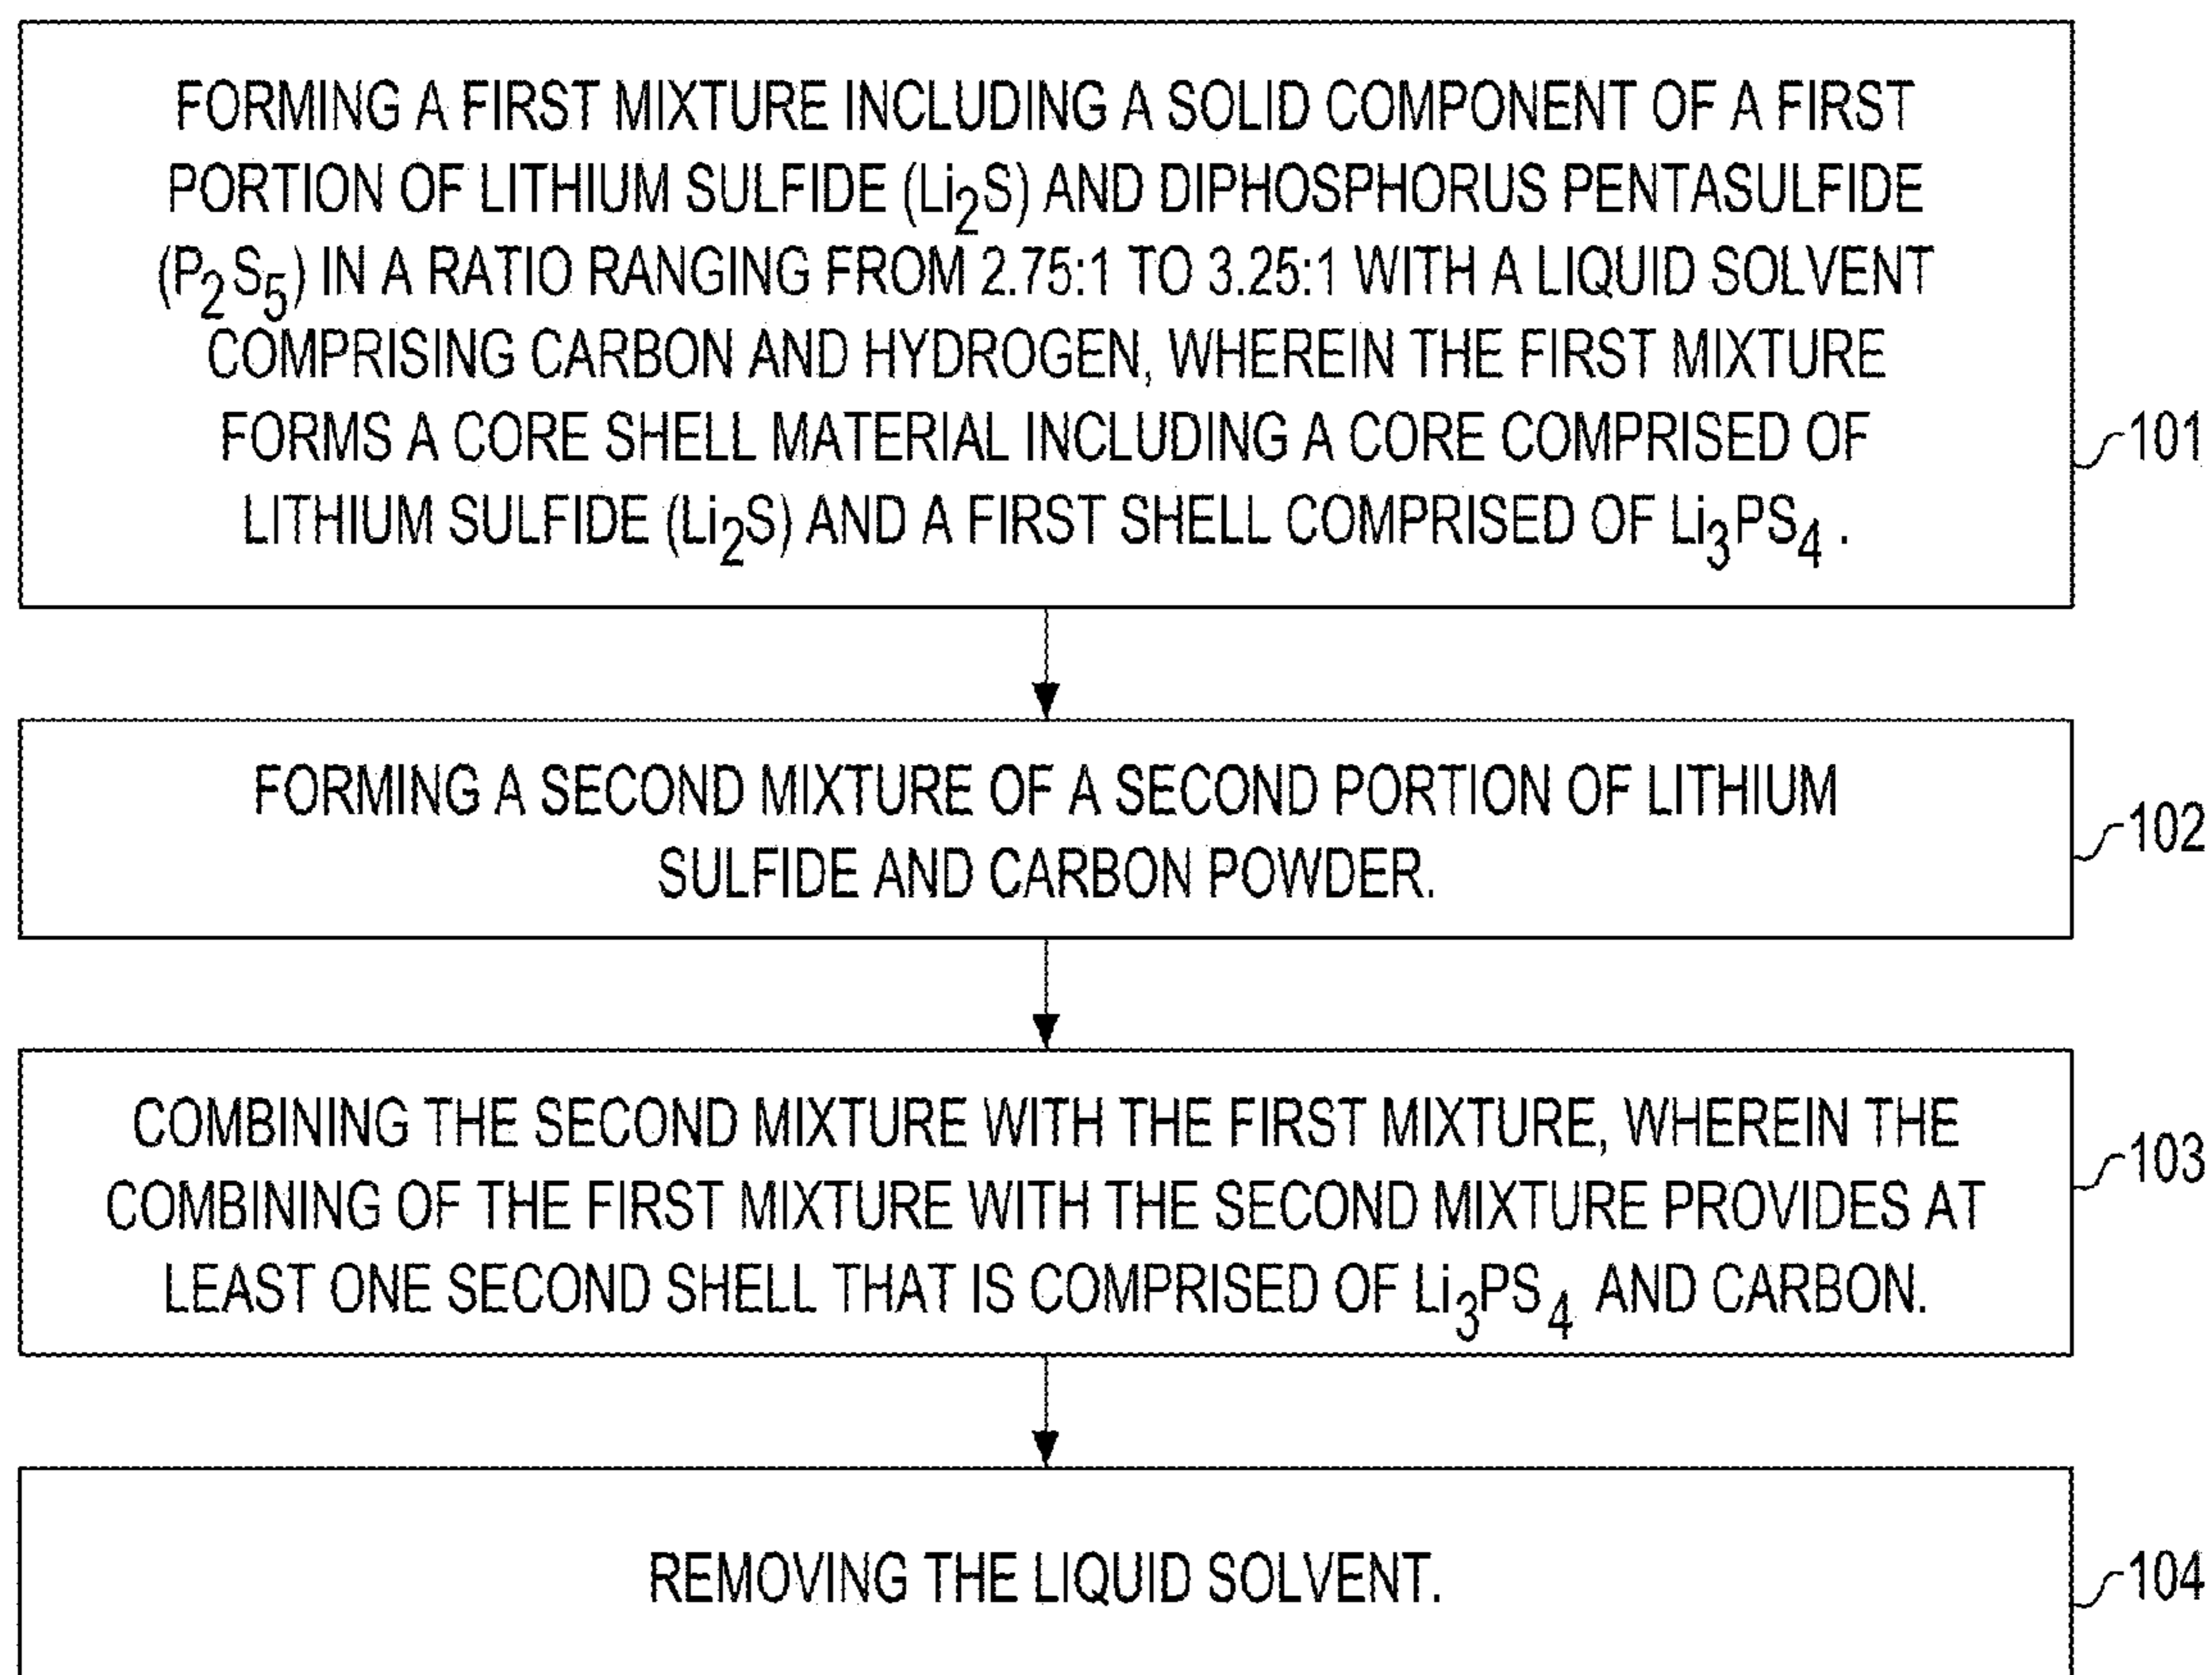 FORMING A FIRST MIXTURE INCLUDING A SOLID COMPONENT OF A FIRST
PORTION OF LITHIUM SULFIDE (Li2S) AND DIPHOSPHORUS PENTASULFIDE
(P2S5) IN A RATIO RANGING FROM 2.75:1 TO 3.25:1 WITH A LIQUID SOLVENT
COMPRISING CARBON AND HYDROGEN, WHEREIN THE FIRST MIXTURE
FORMS A CORE SHELL MATERIAL INCLUDING A CORE COMPRISED OF
LITHIUM SULFIDE (Li2S) AND A FIRST SHELL COMPRISED OF Li3PS4 .
101
FORMING A SECOND MIXTURE OF A SECOND PORTION OF LITHIUM
SULFIDE AND CARBON POWDER.
102
COMBINING THE SECOND MIXTURE WITH THE FIRST MIXTURE, WHEREIN THE
COMBINING OF THE FIRST MIXTURE WITH THE SECOND MIXTURE PROVIDES AT
LEAST ONE SECOND SHELL THAT IS COMPRISED OF Li3PS4 AND CARBON.
103
REMOVING THE LIQUID SOLVENT.
104